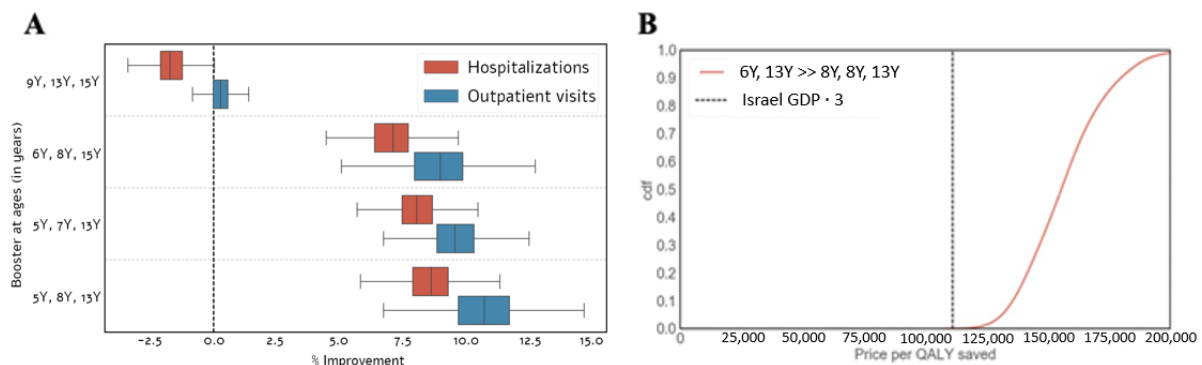 A
Booster at ages (in years)
9Y, 13Y, 15Y
6Y, 8Y, 15Y
5Y, 7Y, 13Y
5Y, 8Y, 13Y
Hospitalizations
Outpatient visits
−2.5 0.0 2.5 5.0 7.5 10.0 12.5 15.0
% Improvement
B
cdf
1.0
0.9
0.8
0.7
0.6
0.5
0.4
0.3
0.2
0.1
0.0
6Y, 13Y >> 8Y, 8Y, 13Y
Israel GDP · 3
0 25,000 50,000 75,000 100,000 125,000 150,000 175,000 200,000
Price per QALY saved